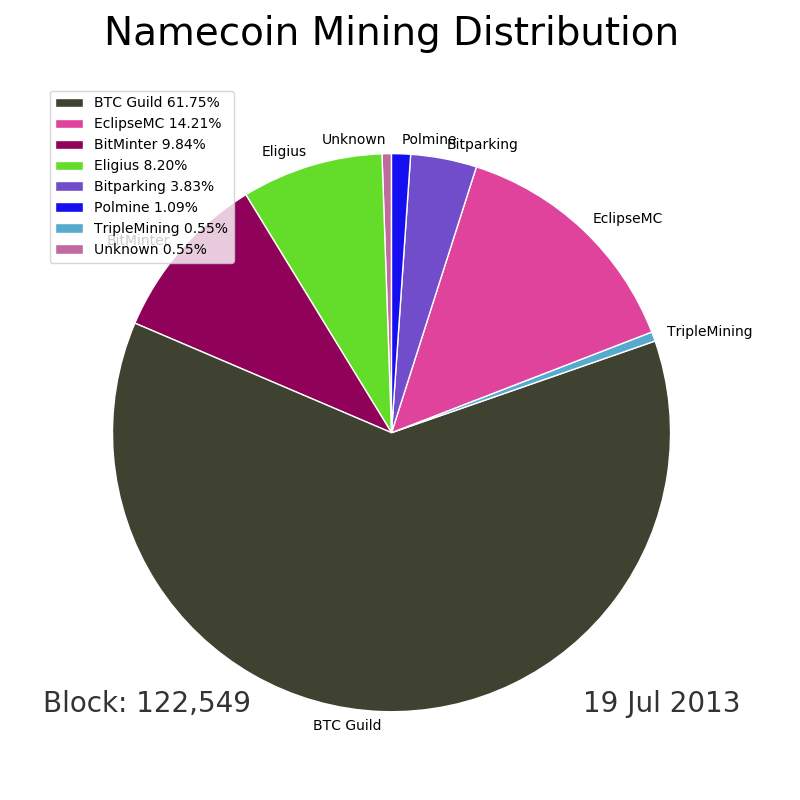 Namecoin Mining Distribution
BTC Guild 61.75%
EclipseMC 14.21%
BitMinter 9.84%
Eligius 8.20%
Bitparking 3.83%
Polmine 1.09%
TripleMining 0.55%
Unknown 0.55%
Unknown
Polmine
Bitparking
Eligius
EclipseMC
BitMinter
TripleMining
Block: 122,549
19 Jul 2013
BTC Guild